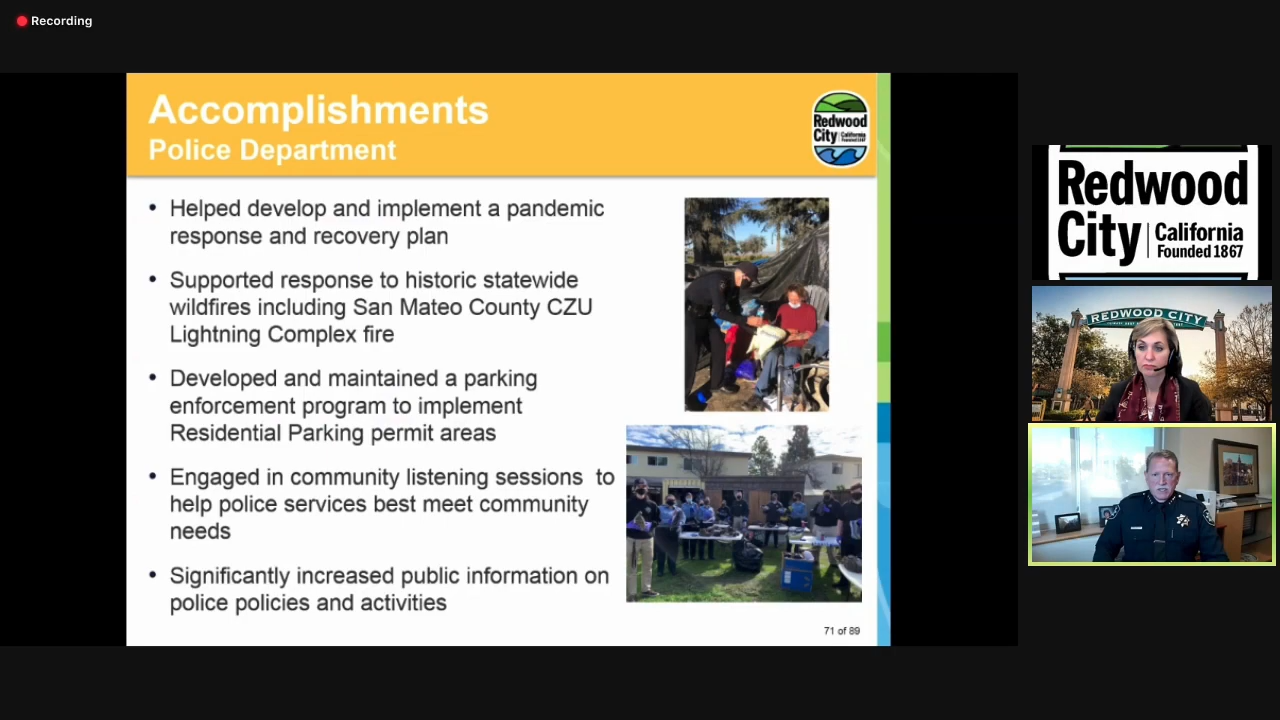 Recording
Accomplishments
Police Department
Redwood
City California
Founded 1867
• Helped develop and implement a pandemic
response and recovery plan
• Supported response to historic statewide
wildfires including San Mateo County CZU
Lightning Complex fire
• Developed and maintained a parking
enforcement program to implement
Residential Parking permit areas
• Engaged in community listening sessions to
help police services best meet community
needs
• Significantly increased public information on
police policies and activities
71 of 89
Redwood
City California
Founded 1867
REDWOOD CITY